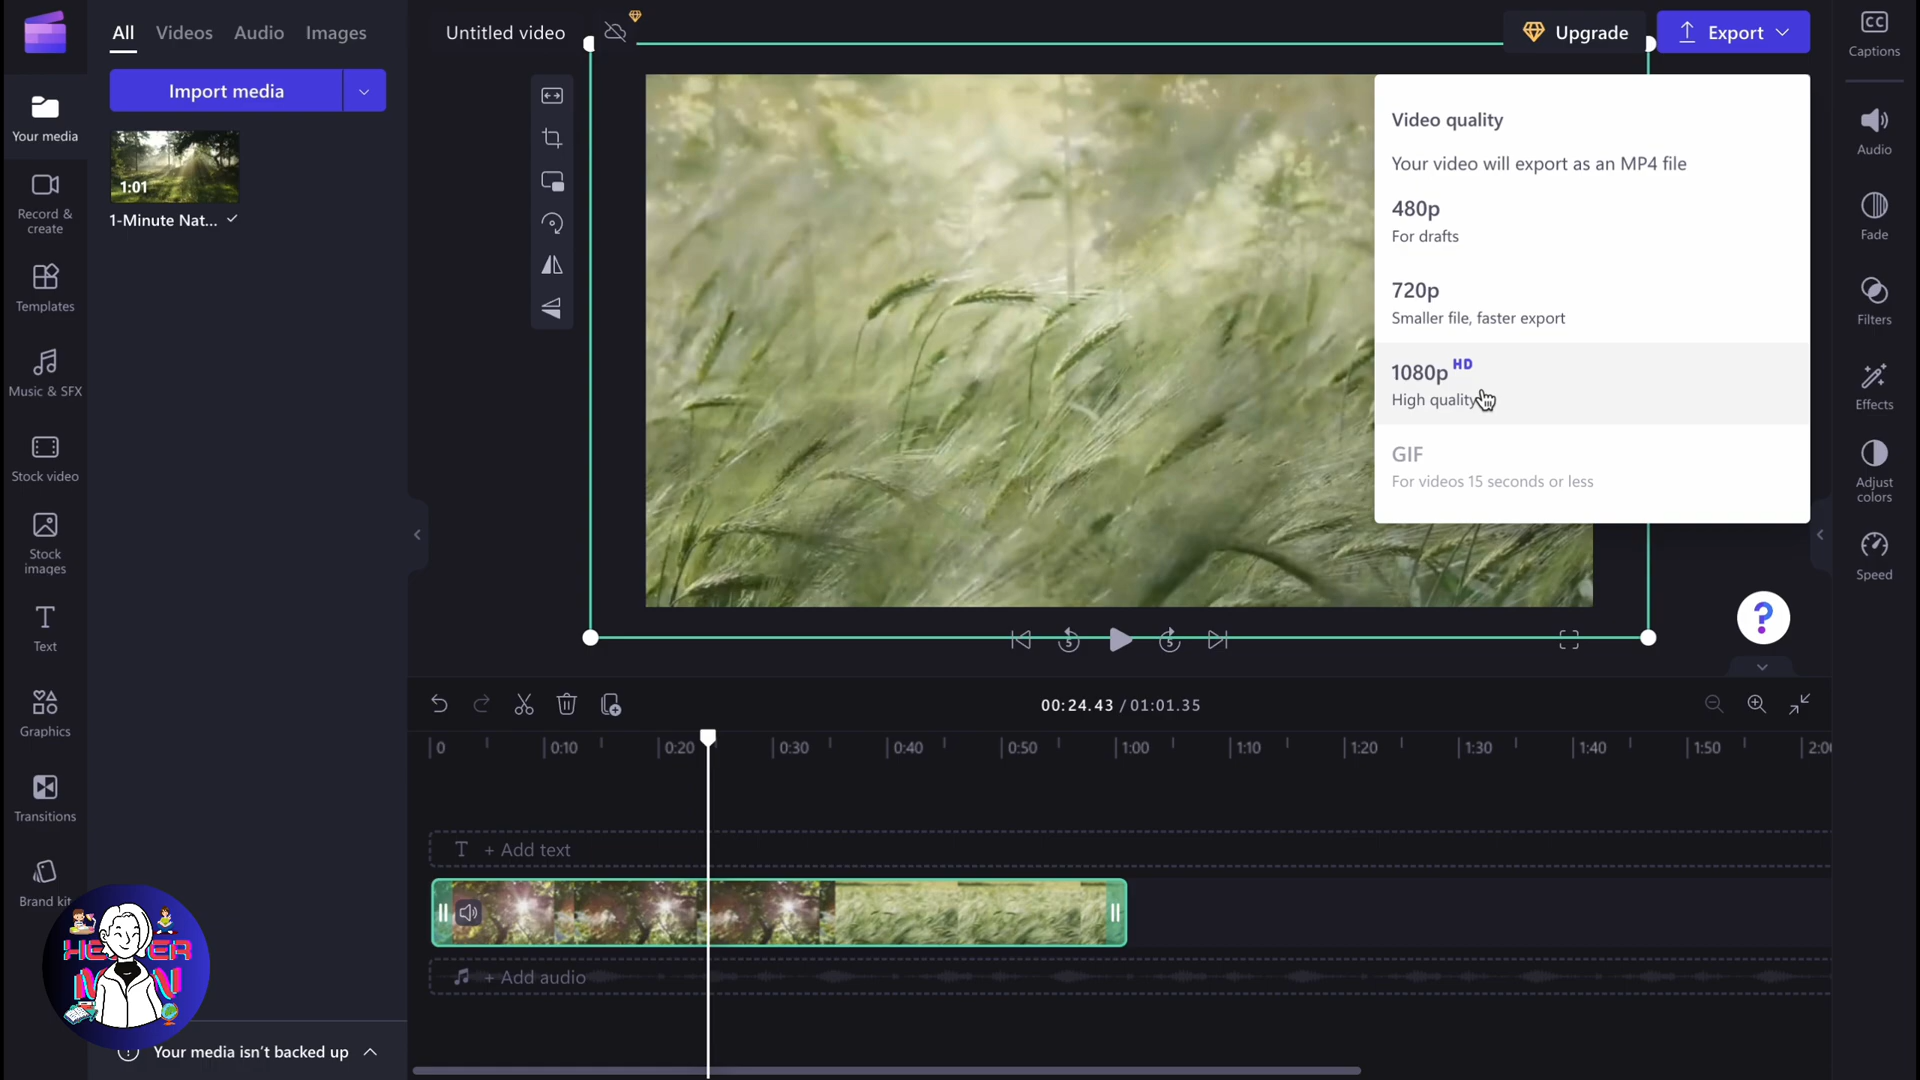 All Videos Audio Images
Import media
1:01
1-Minute Nat...
Your media
Record &
create
Templates
Music & SFX
Stock video
Stock
images
Text
Graphics
Transitions
Brand kit
Your media isn't backed up
Untitled video
Upgrade
Export
Video quality
Your video will export as an MP4 file
480p
For drafts
720p
Smaller file, faster export
1080p HD
High quality
GIF
For videos 15 seconds or less
CC
Captions
Audio
Fade
Filters
Effects
Adjust
colors
Speed
?
5 5
00:24.43 / 01:01.35
0 0:10 0:20 0:30 0:40 0:50 1:00 1:10 1:20 1:30 1:40 1:50
T + Add text
+ Add audio